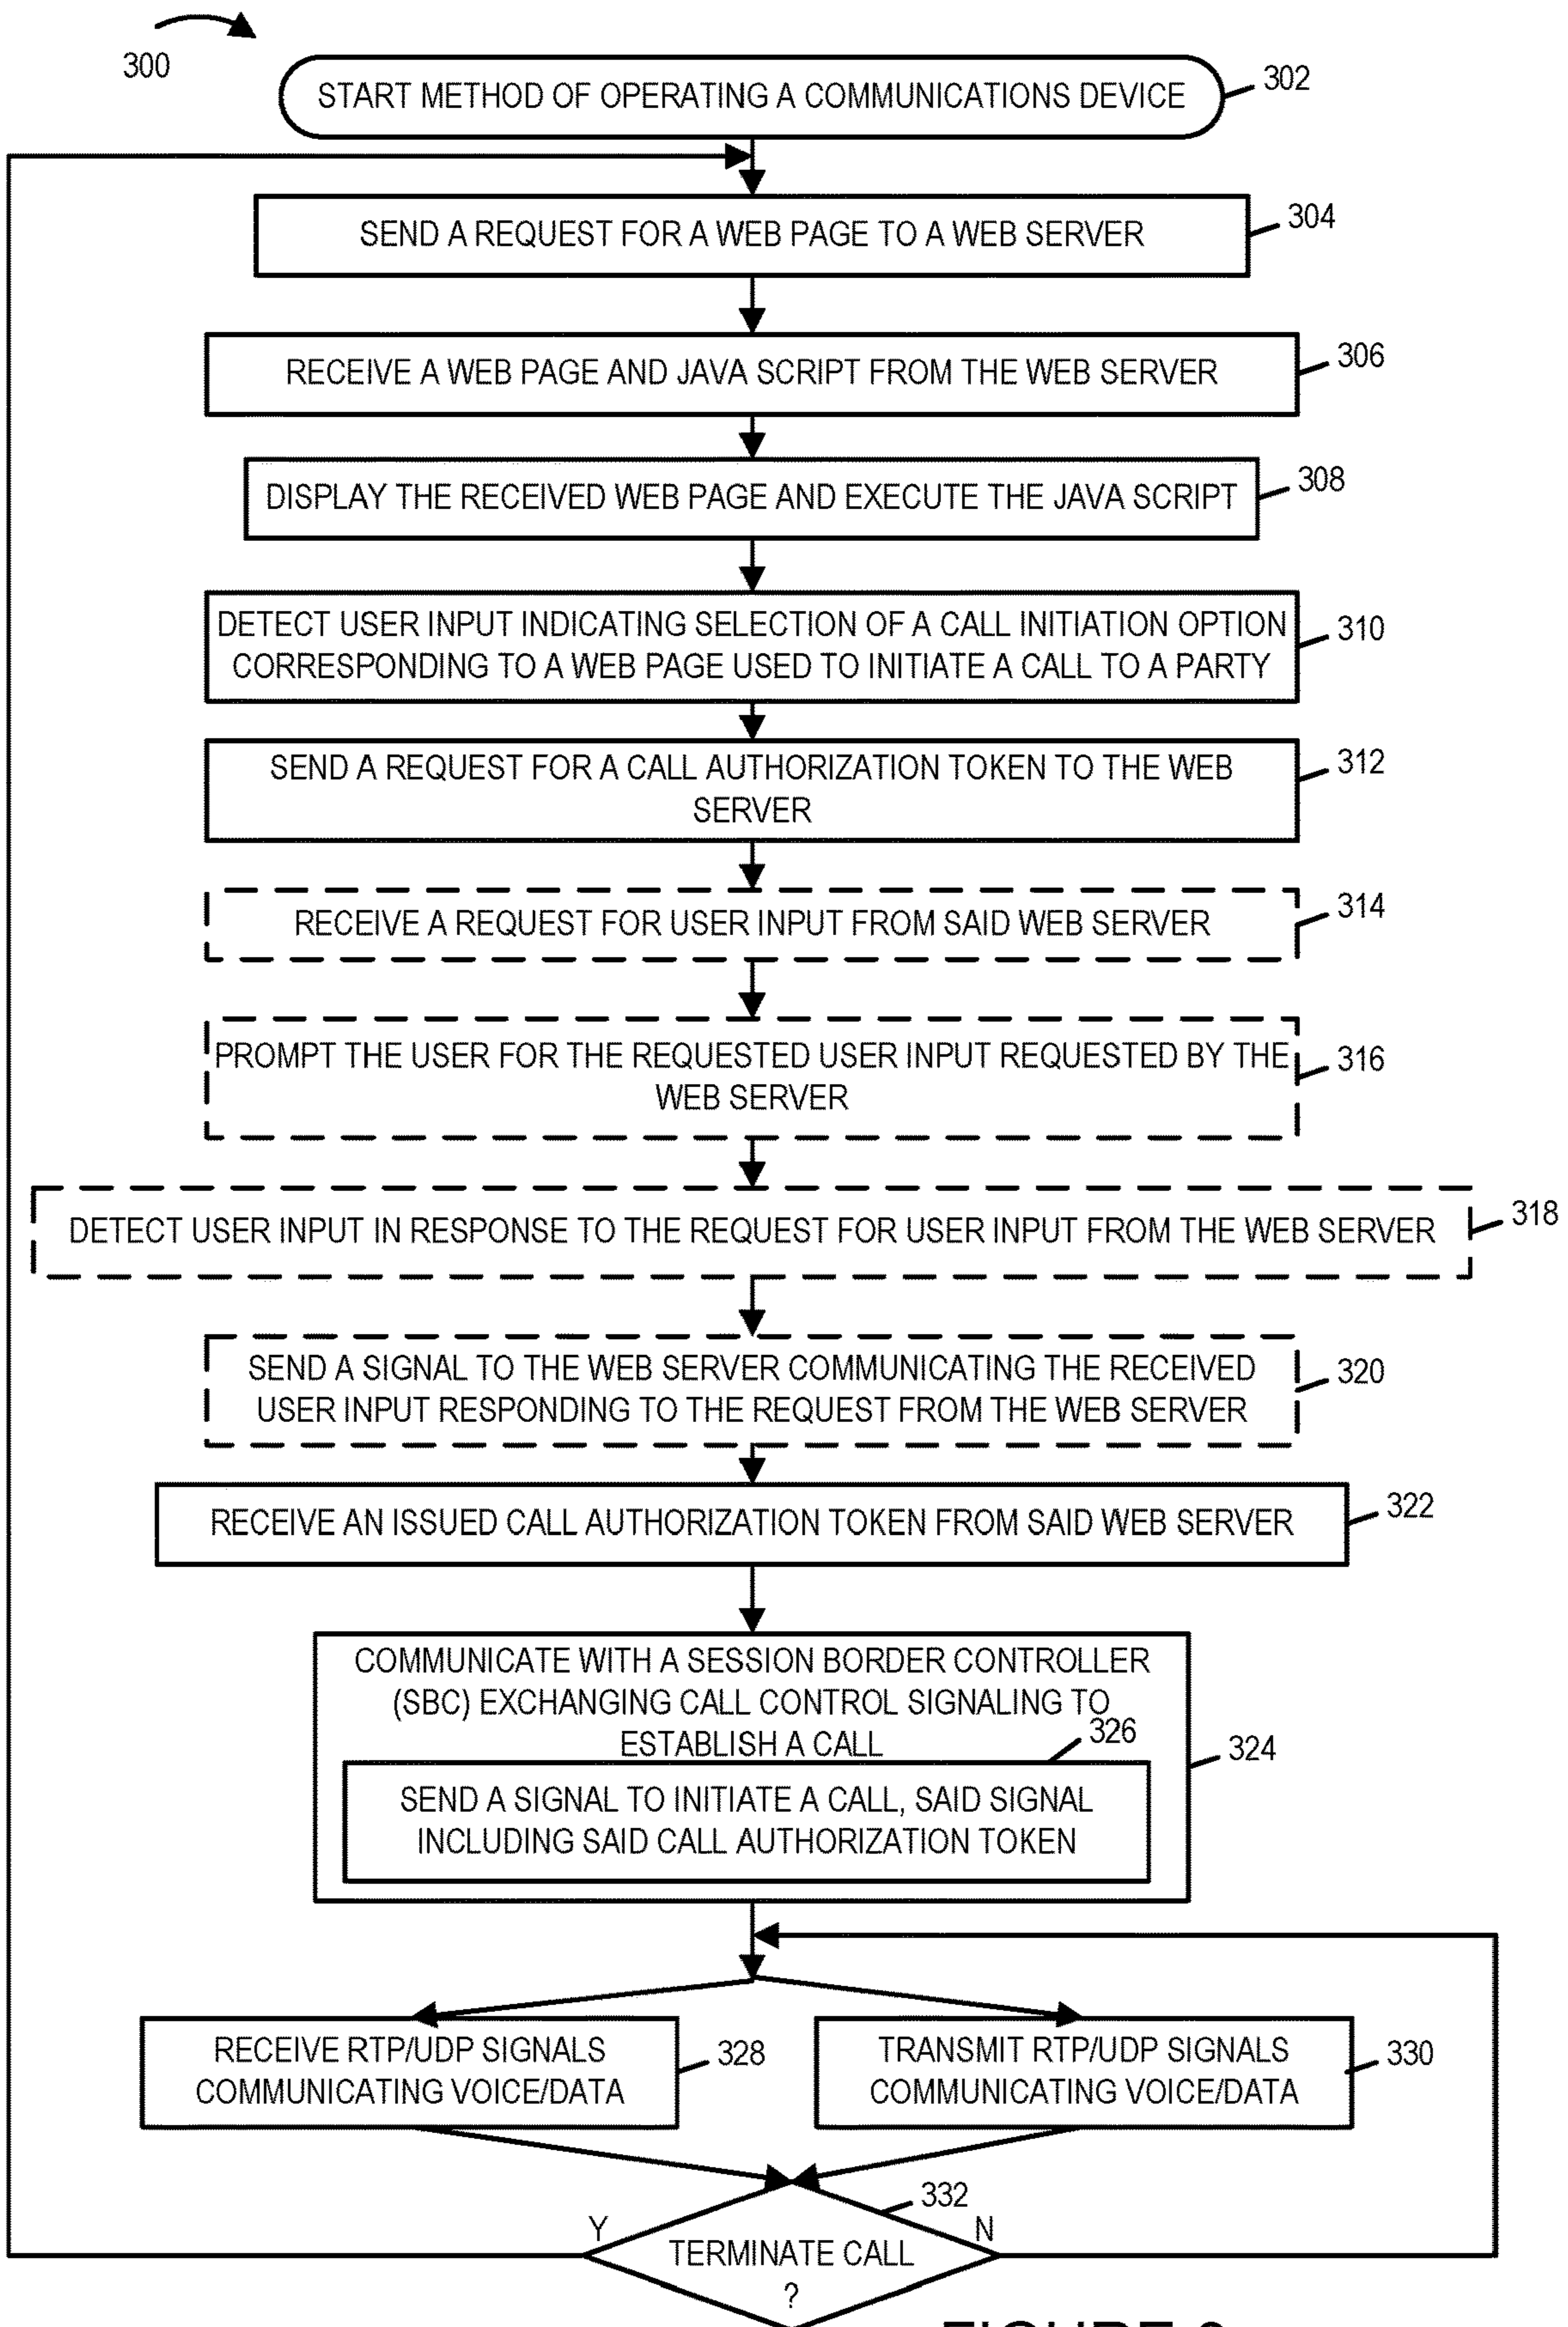 300
START METHOD OF OPERATING A COMMUNICATIONS DEVICE
302
SEND A REQUEST FOR A WEB PAGE TO A WEB SERVER
304
RECEIVE A WEB PAGE AND JAVA SCRIPT FROM THE WEB SERVER
306
DISPLAY THE RECEIVED WEB PAGE AND EXECUTE THE JAVA SCRIPT
308
DETECT USER INPUT INDICATING SELECTION OF A CALL INITIATION OPTION
CORRESPONDING TO A WEB PAGE USED TO INITIATE A CALL TO A PARTY
310
SEND A REQUEST FOR A CALL AUTHORIZATION TOKEN TO THE WEB
SERVER
312
RECEIVE A REQUEST FOR USER INPUT FROM SAID WEB SERVER
314
PROMPT THE USER FOR THE REQUESTED USER INPUT REQUESTED BY THE
WEB SERVER
316
DETECT USER INPUT IN RESPONSE TO THE REQUEST FOR USER INPUT FROM THE WEB SERVER
318
SEND A SIGNAL TO THE WEB SERVER COMMUNICATING THE RECEIVED
USER INPUT RESPONDING TO THE REQUEST FROM THE WEB SERVER
320
RECEIVE AN ISSUED CALL AUTHORIZATION TOKEN FROM SAID WEB SERVER
322
COMMUNICATE WITH A SESSION BORDER CONTROLLER
(SBC) EXCHANGING CALL CONTROL SIGNALING TO
ESTABLISH A CALL
326
324
SEND A SIGNAL TO INITIATE A CALL, SAID SIGNAL
INCLUDING SAID CALL AUTHORIZATION TOKEN
RECEIVE RTP/UDP SIGNALS
COMMUNICATING VOICE/DATA
328
TRANSMIT RTP/UDP SIGNALS
COMMUNICATING VOICE/DATA
330
332
Y
N
TERMINATE CALL
?